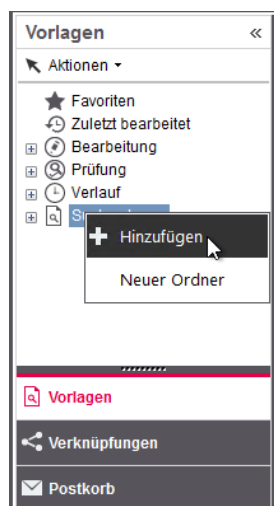 Vorlagen «
Aktionen
Favoriten
Zuletzt bearbeitet
Bearbeitung
Prüfung
Verlauf
Hinzufügen
Neuer Ordner
Vorlagen
Verknüpfungen
Postkorb